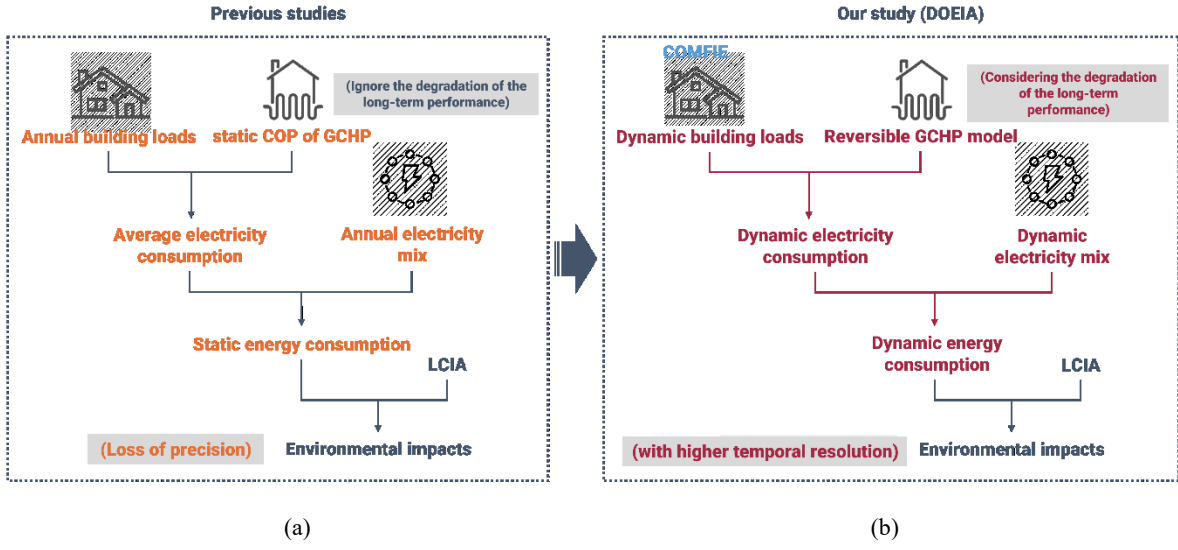 Previous studies
(Ignore the degradation of the
long-term performance)
Annual building loads
static COP of GCHP
Average electricity
consumption
Annual electricity
mix
Static energy consumption
LCIA
(Loss of precision)
Environmental impacts
(a)
Our study (DOEIA)
COMFIE
(Considering the degradation
of the long-term
performance)
Dynamic building loads
Reversible GCHP model
Dynamic electricity
consumption
Dynamic
electricity mix
Dynamic energy
consumption
LCIA
(with higher temporal resolution)
Environmental impacts
(b)